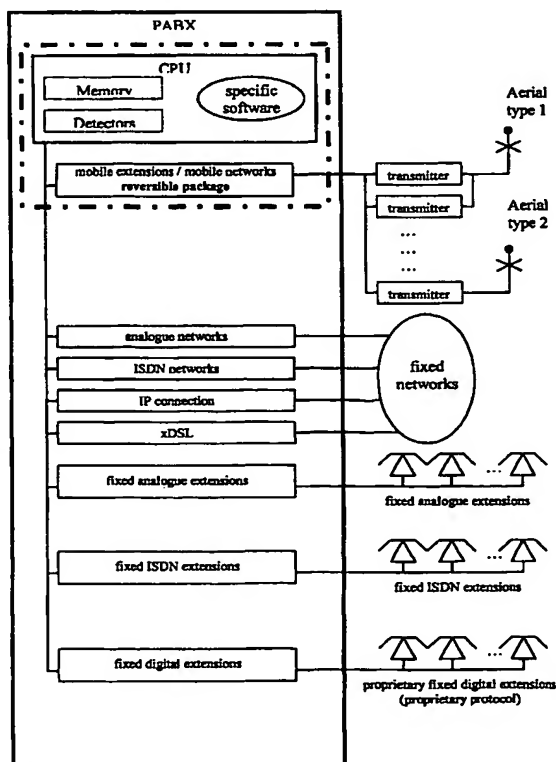 PABX
CPU
Memory
specific
software
Detectors
Aerial
type 1
mobile extensions / mobile networks
reversible package
transmitter
transmitter
Aerial
type 2
...
...
...
transmitter
analogue networks
ISDN networks
fixed
networks
IP connection
xDSL
fixed analogue extensions
...
fixed analogue extensions
fixed ISDN extensions
...
fixed ISDN extensions
fixed digital extensions
...
proprietary fixed digital extensions
(proprietary protocol)